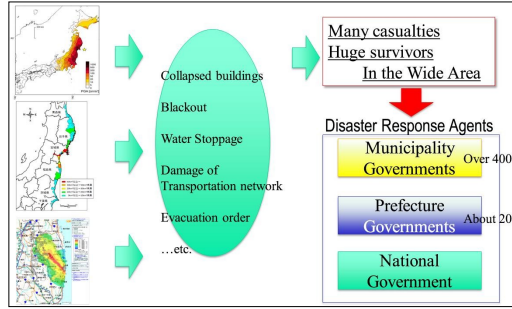 Collapsed buildings
Blackout
Water Stoppage
Damage of
Transportation network
Evacuation order
…etc.
Many casualties
Huge survivors
In the Wide Area
Disaster Response Agents
Municipality
Governments
Over 400
Prefecture
Governments
About 20
National
Government